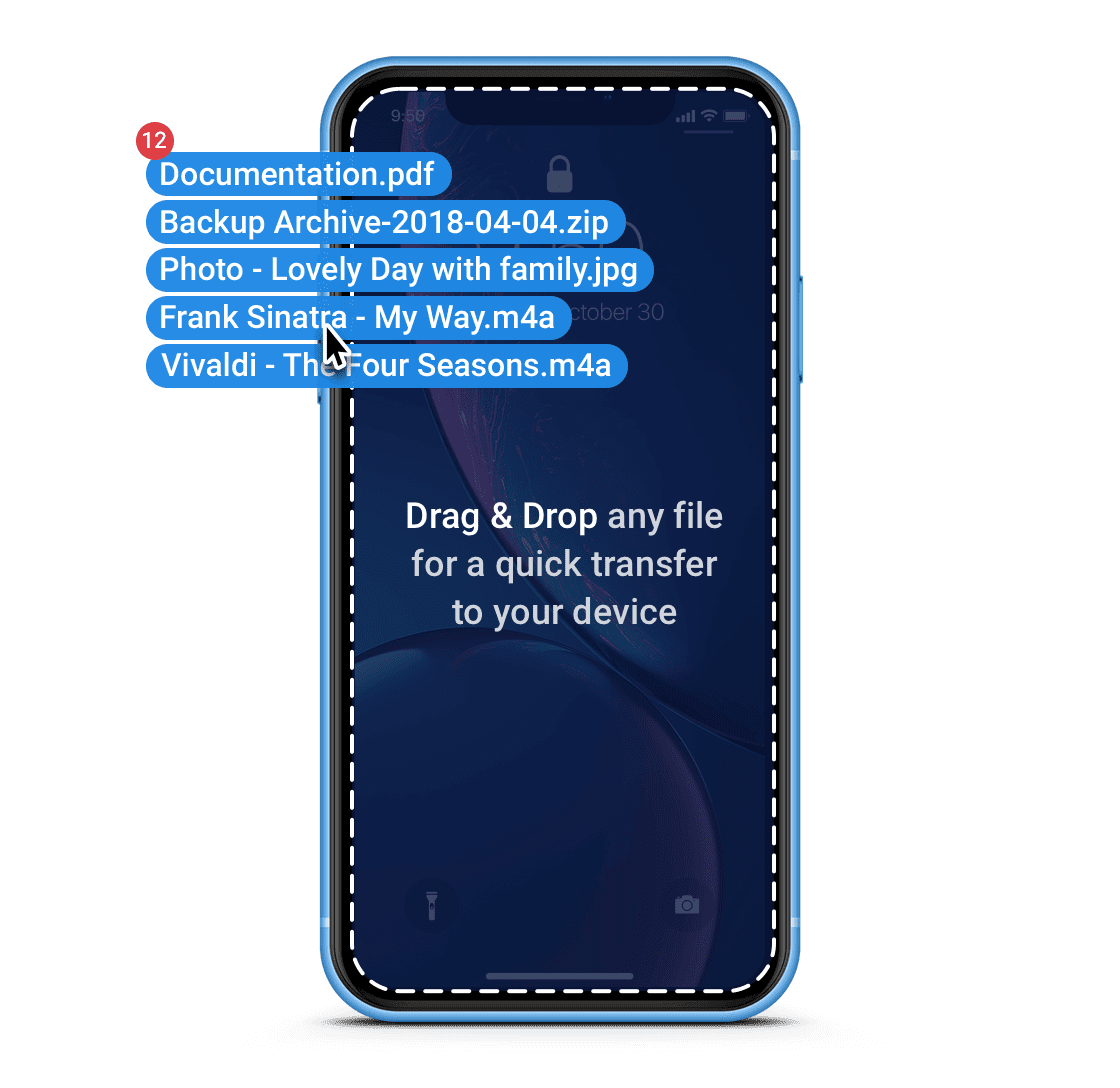 9:59
12
Documentation.pdf
Backup Archive-2018-04-04.zip
Photo - Lovely Day with family.jpg
ctober 30
Frank Sinatra - My Way.m4a
Vivaldi - The Four Seasons.m4a
Drag & Drop any file
for a quick transfer
to your device